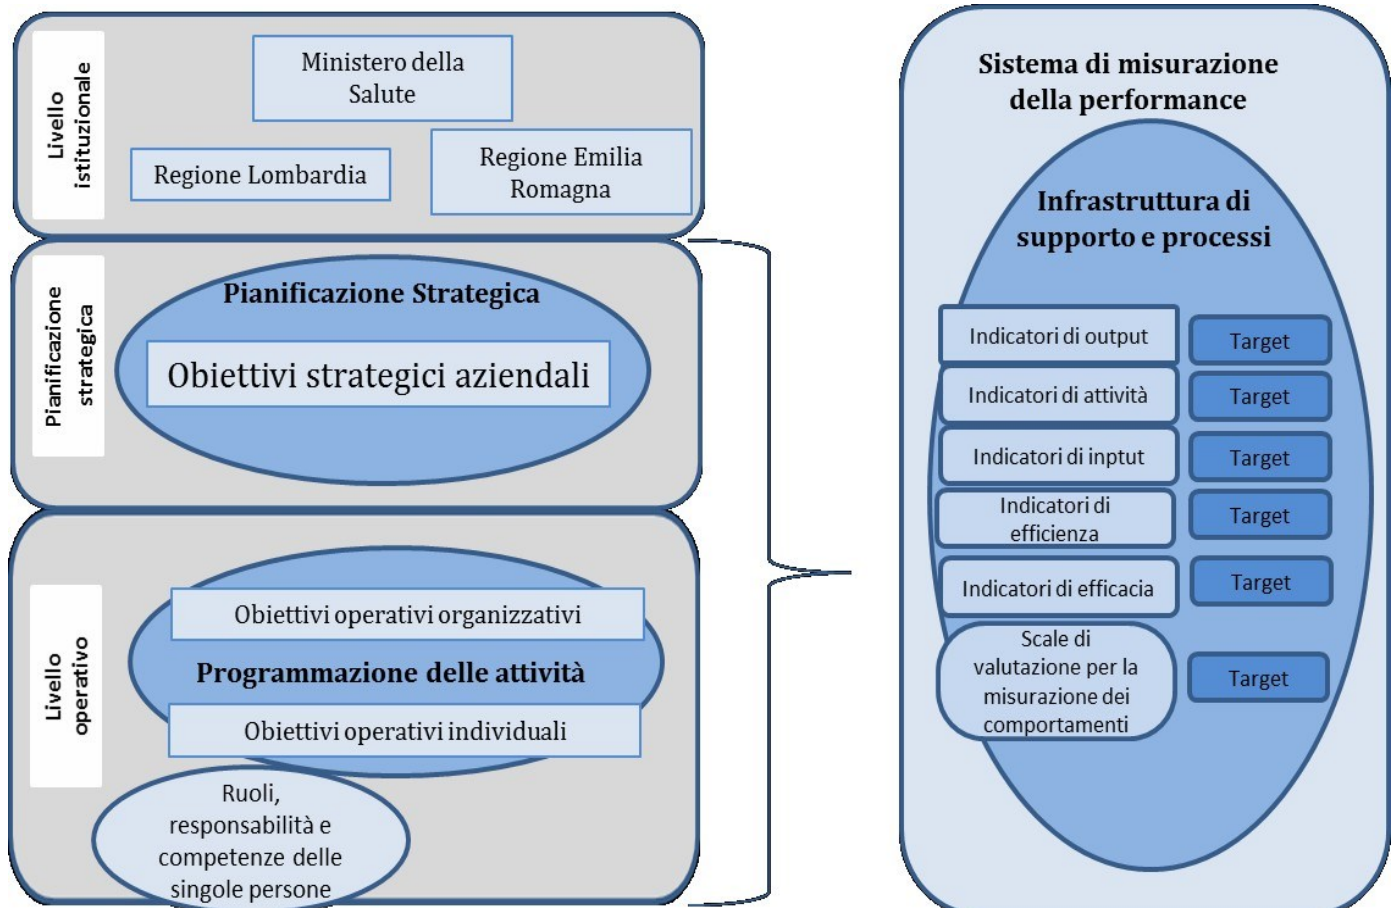 Livello
istituzionale
Ministero della
Salute
Regione Lombardia
Regione Emilia
Romagna
Pianificazione
strategica
Pianificazione Strategica
Obiettivi strategici aziendali
Livello
operativo
Obiettivi operativi organizzativi
Programmazione delle attività
Obiettivi operativi individuali
Ruoli,
responsabilità e
competenze delle
singole persone
Sistema di misurazione
della performance
Infrastruttura di
supporto e processi
Indicatori di output
Target
Indicatori di attività
Target
Indicatori di inptut
Target
Indicatori di
efficienza
Target
Indicatori di efficacia
Target
Scale di
valutazione per la
misurazione dei
comportamenti
Target